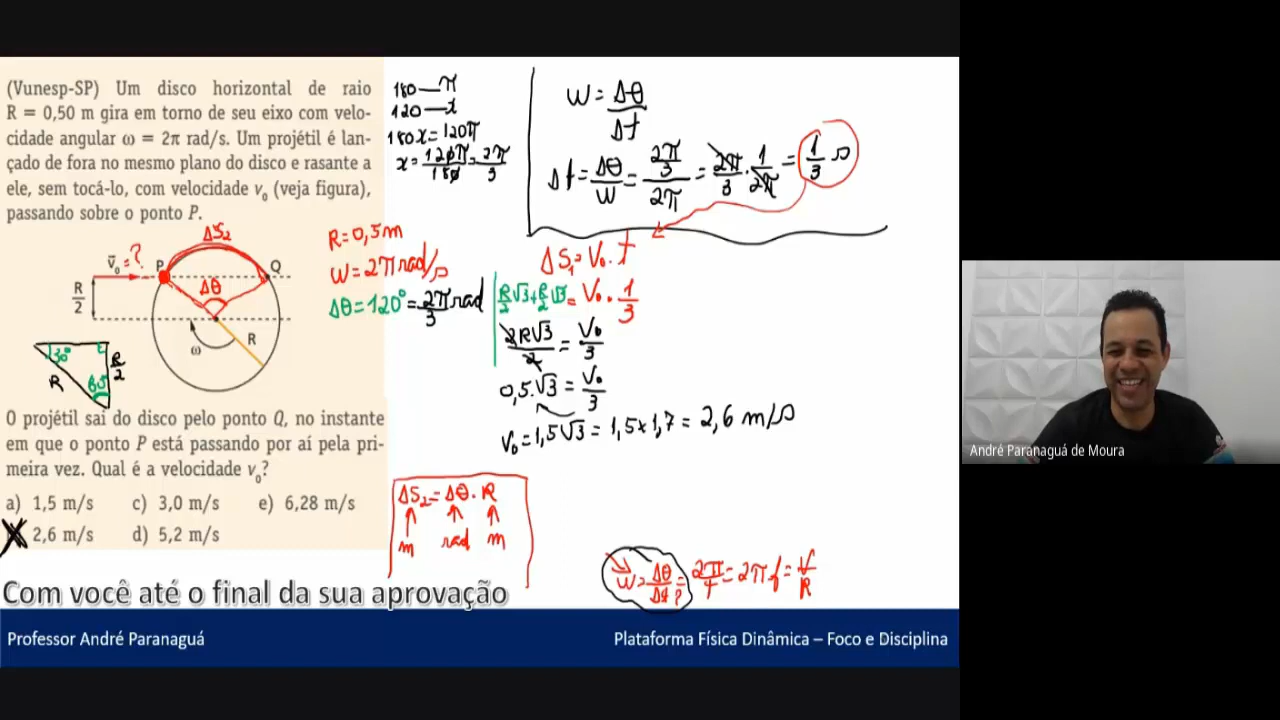 (Vunesp-SP) Um disco horizontal de raio
R = 0,50 m gira em torno de seu eixo com velo-
cidade angular ω = 2π rad/s. Um projétil é lan-
çado de fora no mesmo plano do disco e rasante a
ele, sem tocá-lo, com velocidade v₀ (veja figura),
passando sobre o ponto P.
ΔS₂
v⃗₀ = ?
P
Q
Δθ
R/2
ω
R
30°
R
R/2
60°
O projétil sai do disco pelo ponto Q, no instante
em que o ponto P está passando por aí pela pri-
meira vez. Qual é a velocidade v₀?
a) 1,5 m/s c) 3,0 m/s e) 6,28 m/s
2,6 m/s d) 5,2 m/s
180 — π
120 — x
180x = 120π
x = 120π/180 = 2π/3
R = 0,5m
W = 2π rad/s
Δθ = 120° = 2π/3 rad
W = Δθ/Δt
Δt = Δθ/W = (2π/3)/2π = 2π/3 · 1/2π = 1/3 s
ΔS₁ = V₀ · t
R/2 √3 + R/2 √3 = V₀ · 1/3
2R√3/2 = V₀/3
0,5 · √3 = V₀/3
V₀ = 1,5√3 = 1,5 x 1,7 = 2,6 m/s
ΔS₂ = Δθ · R
m rad m
W = Δθ/Δt = 2π/T = 2πf = V/R
Com você até o final da sua aprovação
Professor André Paranaguá
Plataforma Física Dinâmica – Foco e Disciplina
André Paranaguá de Moura